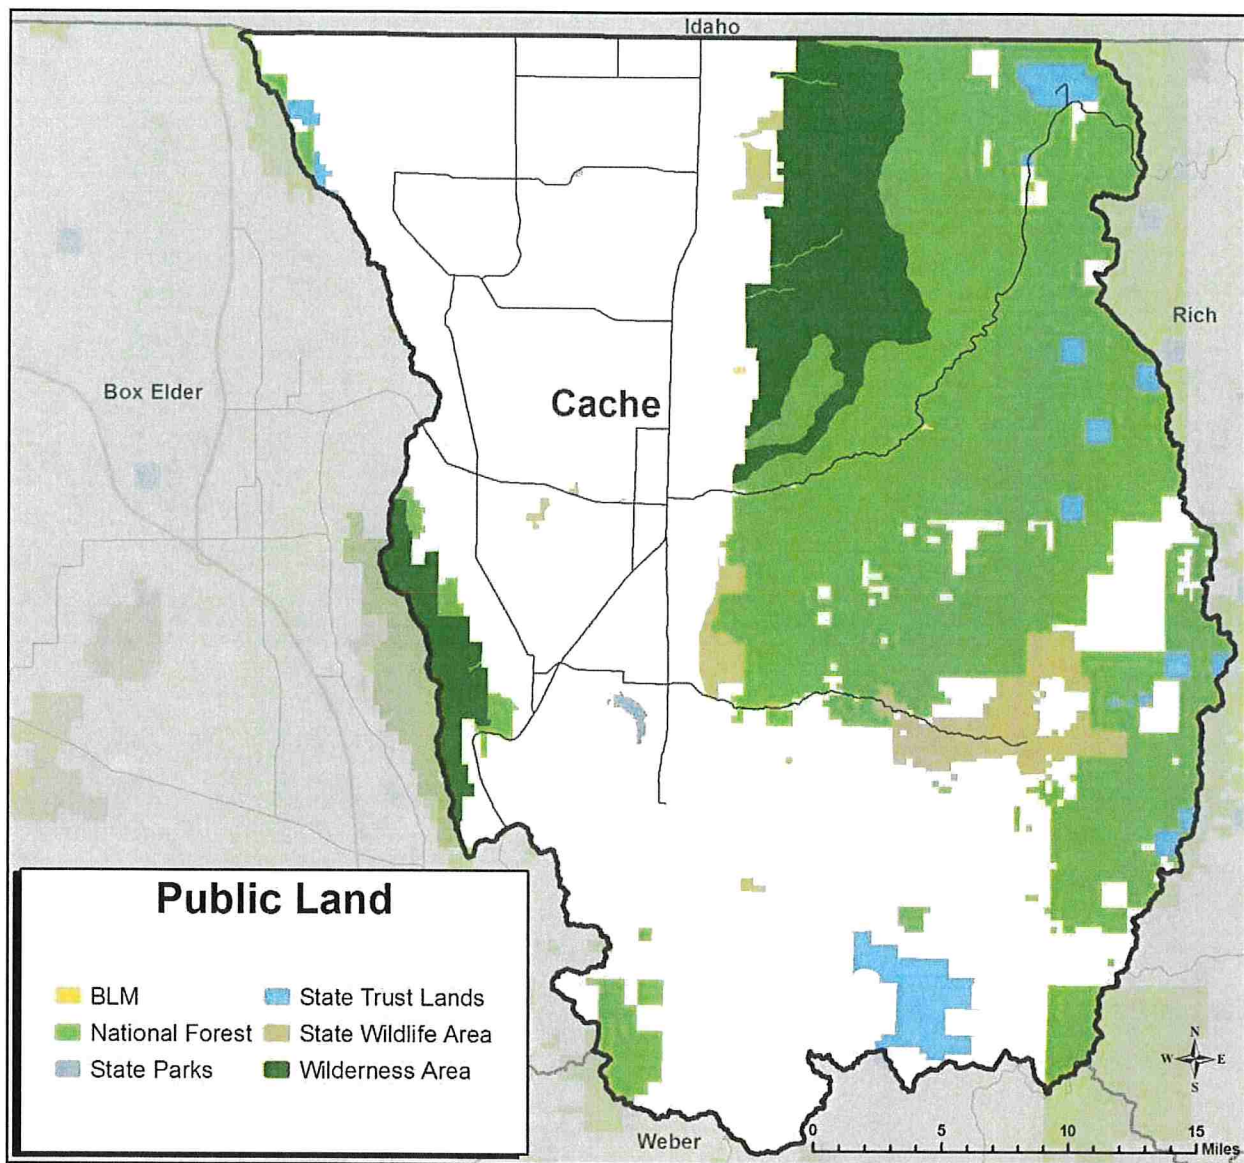 Idaho
Rich
Box Elder
Cache
Public Land
BLM
National Forest
State Parks
State Trust Lands
State Wildlife Area
Wilderness Area
Weber
N
W E
S
0 5 10 15
Miles